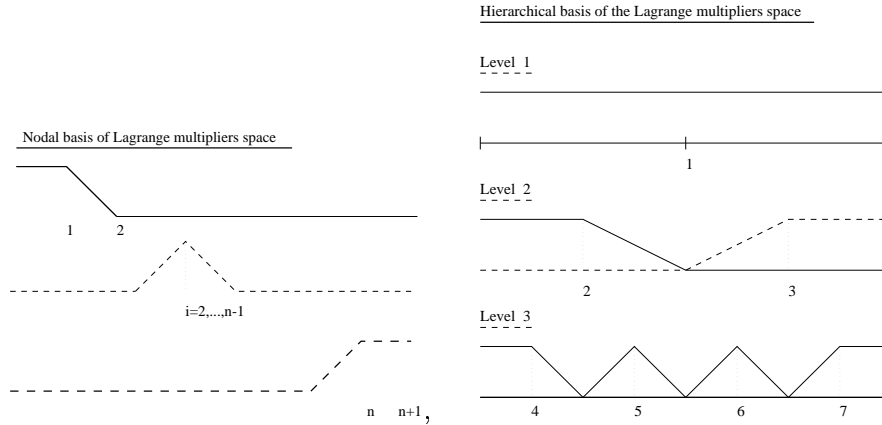 Nodal basis of Lagrange multipliers space
1 2
i=2,...,n-1
n n+1,
Hierarchical basis of the Lagrange multipliers space
Level 1
1
Level 2
2 3
Level 3
4 5 6 7